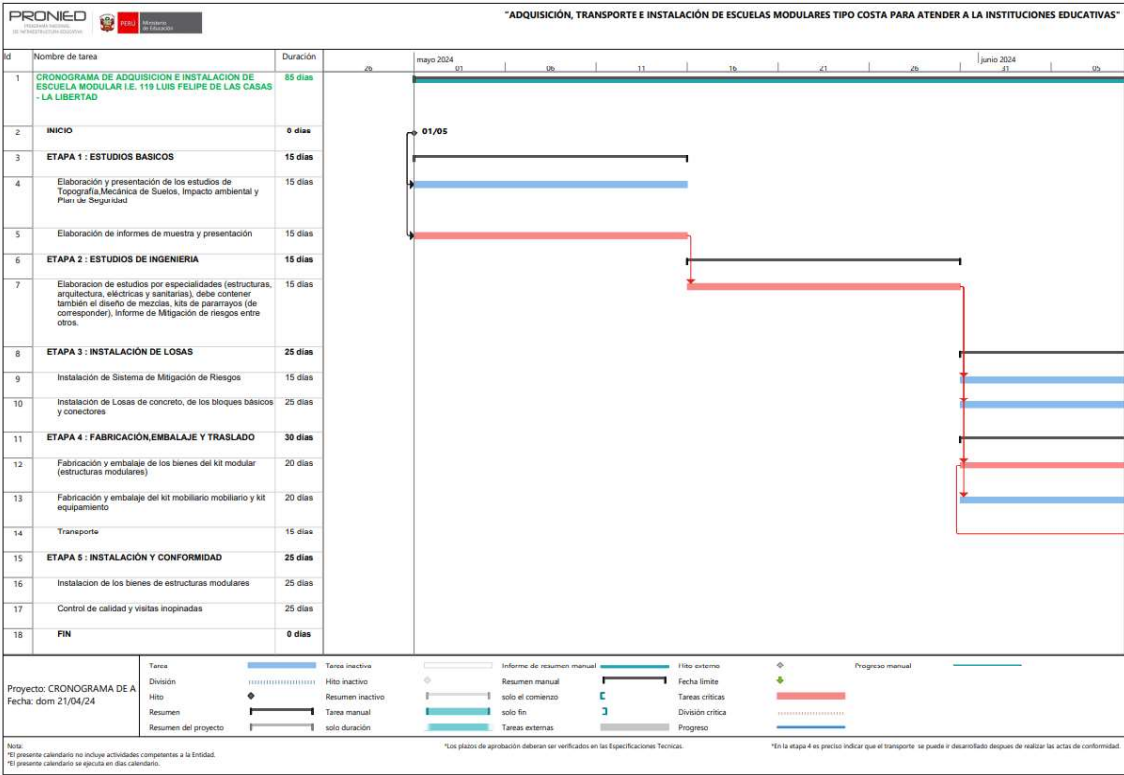 PRONIED
PROGRAMA NACIONAL
DE INFRAESTRUCTURA EDUCATIVA
PERÚ
Ministerio
de Educación
"ADQUISICIÓN, TRANSPORTE E INSTALACIÓN DE ESCUELAS MODULARES TIPO COSTA PARA ATENDER A LA INSTITUCIONES EDUCATIVAS"
Id Nombre de tarea Duración
mayo 2024 junio 2024
26 01 06 11 16 21 26 31 05
1 CRONOGRAMA DE ADQUISICION E INSTALACION DE 85 días
ESCUELA MODULAR I.E. 119 LUIS FELIPE DE LAS CASAS
- LA LIBERTAD
2 INICIO 0 días 01/05
3 ETAPA 1 : ESTUDIOS BASICOS 15 días
4 Elaboración y presentación de los estudios de 15 días
Topografía,Mecánica de Suelos, Impacto ambiental y
Plan de Seguridad
5 Elaboración de informes de muestra y presentación 15 días
6 ETAPA 2 : ESTUDIOS DE INGENIERIA 15 días
7 Elaboracion de estudios por especialidades (estructuras, 15 días
arquitectura, eléctricas y sanitarias), debe contener
también el diseño de mezclas, kits de pararrayos (de
corresponder), Informe de Mitigación de riesgos entre
otros.
8 ETAPA 3 : INSTALACIÓN DE LOSAS 25 días
9 Instalación de Sistema de Mitigación de Riesgos 15 días
10 Instalación de Losas de concreto, de los bloques básicos 25 días
y conectores
11 ETAPA 4 : FABRICACIÓN,EMBALAJE Y TRASLADO 30 días
12 Fabricación y embalaje de los bienes del kit modular 20 días
(estructuras modulares)
13 Fabricación y embalaje del kit mobiliario mobiliario y kit 20 días
equipamiento
14 Transporte 15 días
15 ETAPA 5 : INSTALACIÓN Y CONFORMIDAD 25 días
16 Instalacion de los bienes de estructuras modulares 25 días
17 Control de calidad y visitas inopinadas 25 días
18 FIN 0 días
Proyecto: CRONOGRAMA DE A
Fecha: dom 21/04/24
Tarea Tarea inactiva Informe de resumen manual Hito externo Progreso manual
División Hito inactivo Resumen manual Fecha límite
Hito Resumen inactivo solo el comienzo Tareas críticas
Resumen Tarea manual solo fin División crítica
Resumen del proyecto solo duración Tareas externas Progreso
Nota:
*El presente calendario no incluye actividades competentes a la Entidad.
*El presente calendario se ejecuta en días calendario.
*Los plazos de aprobación deberan ser verificados en las Especificaciones Tecnicas.
*En la etapa 4 es preciso indicar que el transporte se puede ir desarrollado despues de realizar las actas de conformidad.